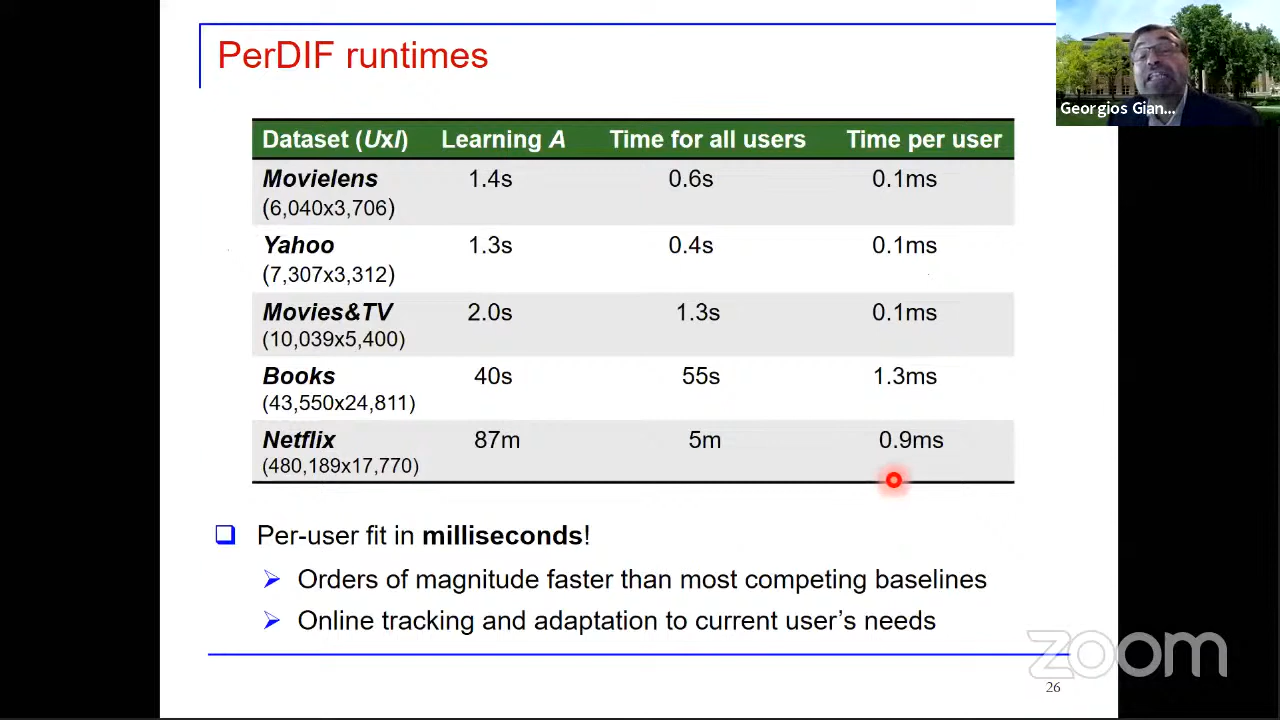 PerDIF runtimes
Georgios Gian...
Dataset (UxI) Learning A Time for all users Time per user
Movielens 1.4s 0.6s 0.1ms
(6,040x3,706)
Yahoo 1.3s 0.4s 0.1ms
(7,307x3,312)
Movies&TV 2.0s 1.3s 0.1ms
(10,039x5,400)
Books 40s 55s 1.3ms
(43,550x24,811)
Netflix 87m 5m 0.9ms
(480,189x17,770)
Per-user fit in milliseconds!
Orders of magnitude faster than most competing baselines
Online tracking and adaptation to current user's needs
zoom
26